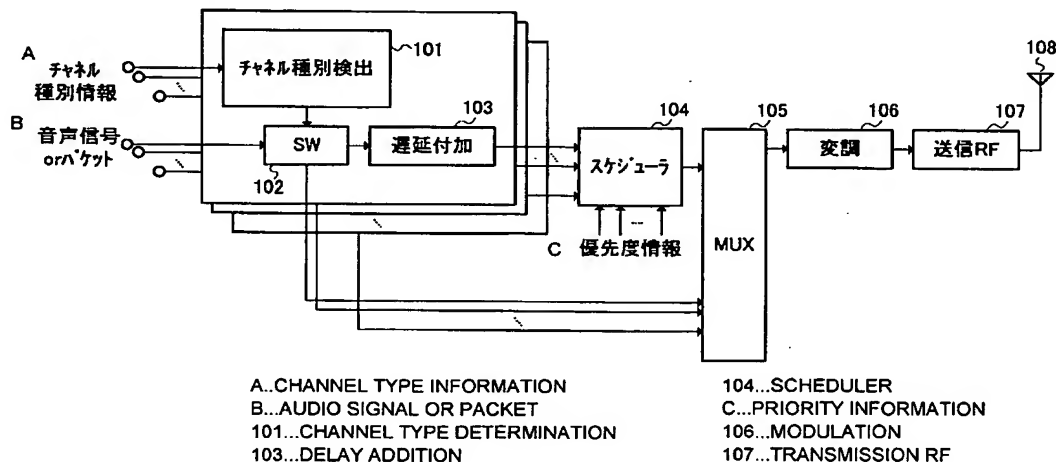 A
チャネル
種別情報
B
音声信号
orパケット
101
チャネル種別検出
SW
102
103
遅延付加
104
スケジューラ
C 優先度情報
105
MUX
106
変調
107
送信RF
108
A..CHANNEL TYPE INFORMATION
B...AUDIO SIGNAL OR PACKET
101...CHANNEL TYPE DETERMINATION
103...DELAY ADDITION
104...SCHEDULER
C...PRIORITY INFORMATION
106...MODULATION
107...TRANSMISSION RF